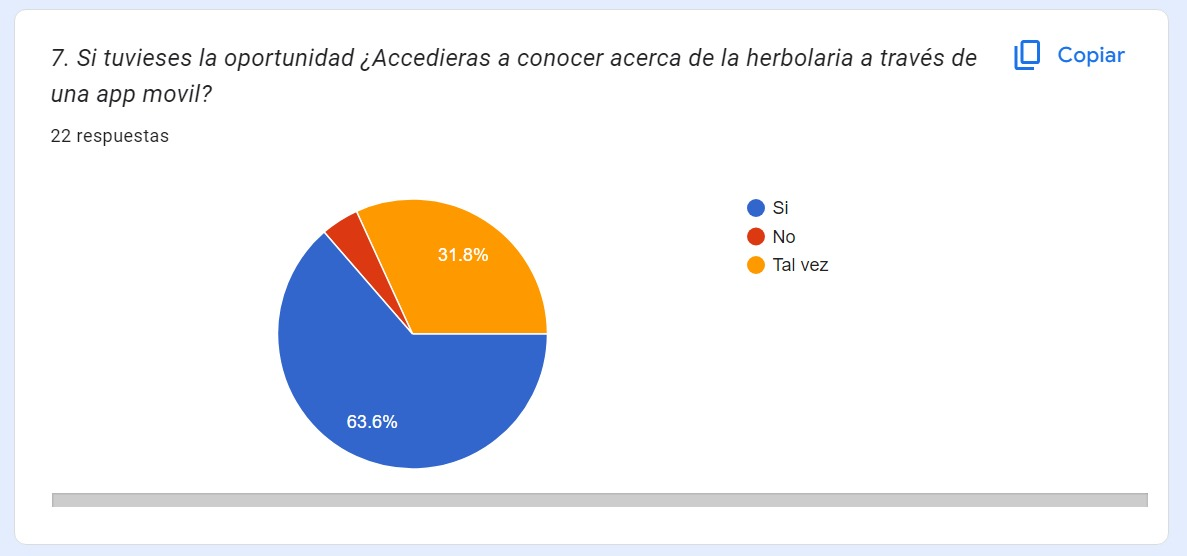 7. Si tuvieses la oportunidad ¿Accedieras a conocer acerca de la herbolaria a través de
una app movil?
Copiar
22 respuestas
Si
No
Tal vez
31.8%
63.6%